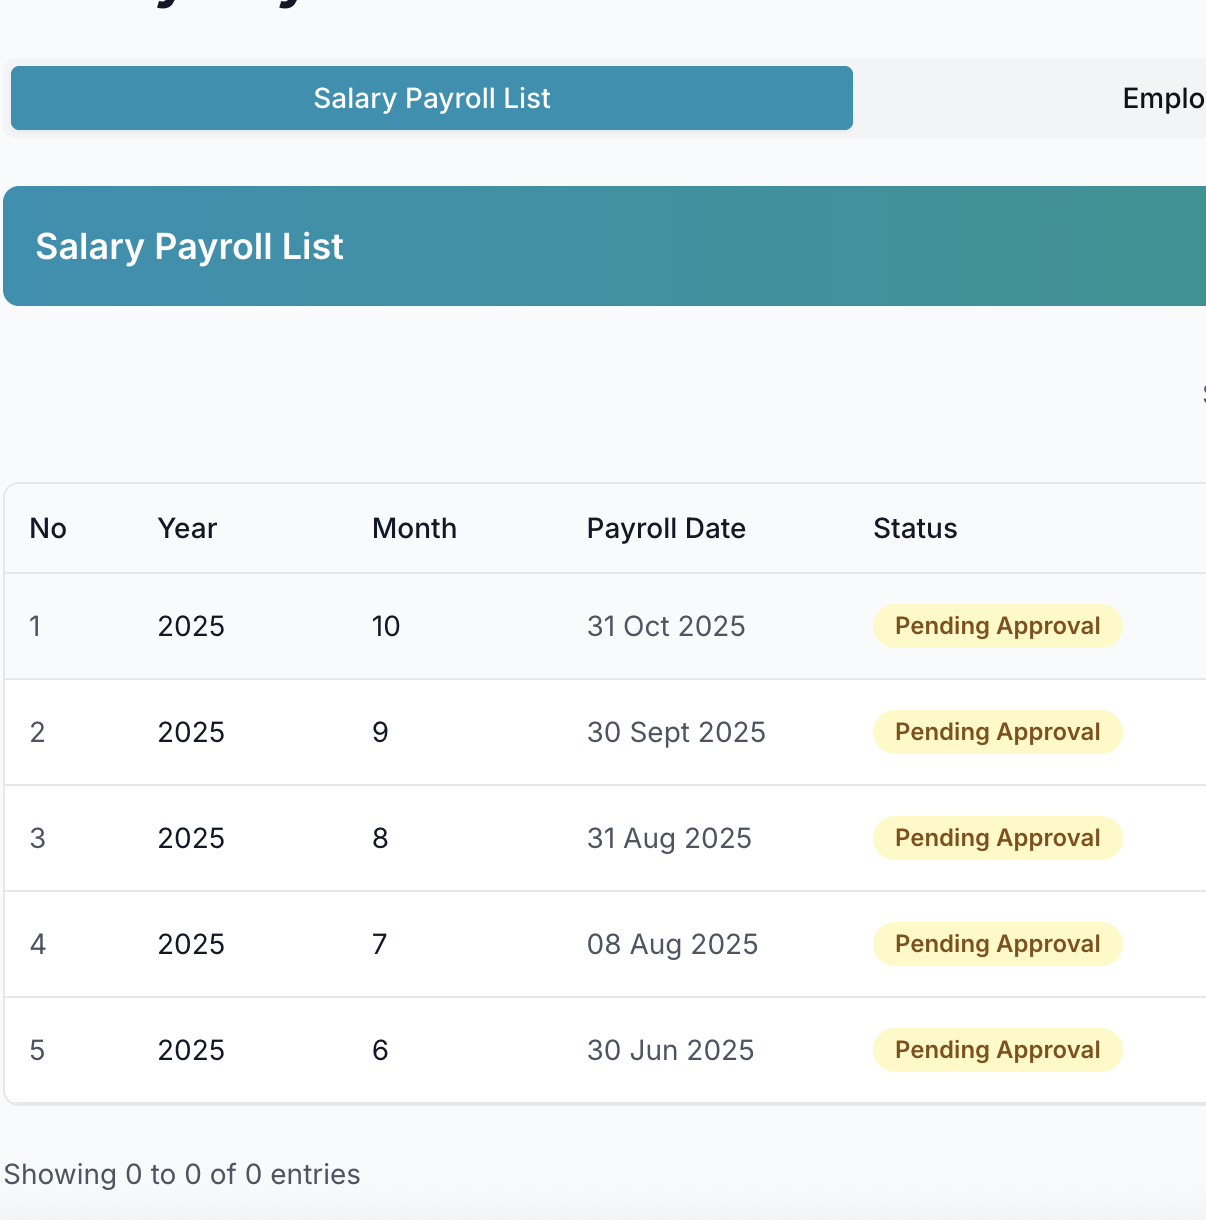 Salary Payroll List
Salary Payroll List
No Year Month Payroll Date Status
1 2025 10 31 Oct 2025 Pending Approval
2 2025 9 30 Sept 2025 Pending Approval
3 2025 8 31 Aug 2025 Pending Approval
4 2025 7 08 Aug 2025 Pending Approval
5 2025 6 30 Jun 2025 Pending Approval
Showing 0 to 0 of 0 entries